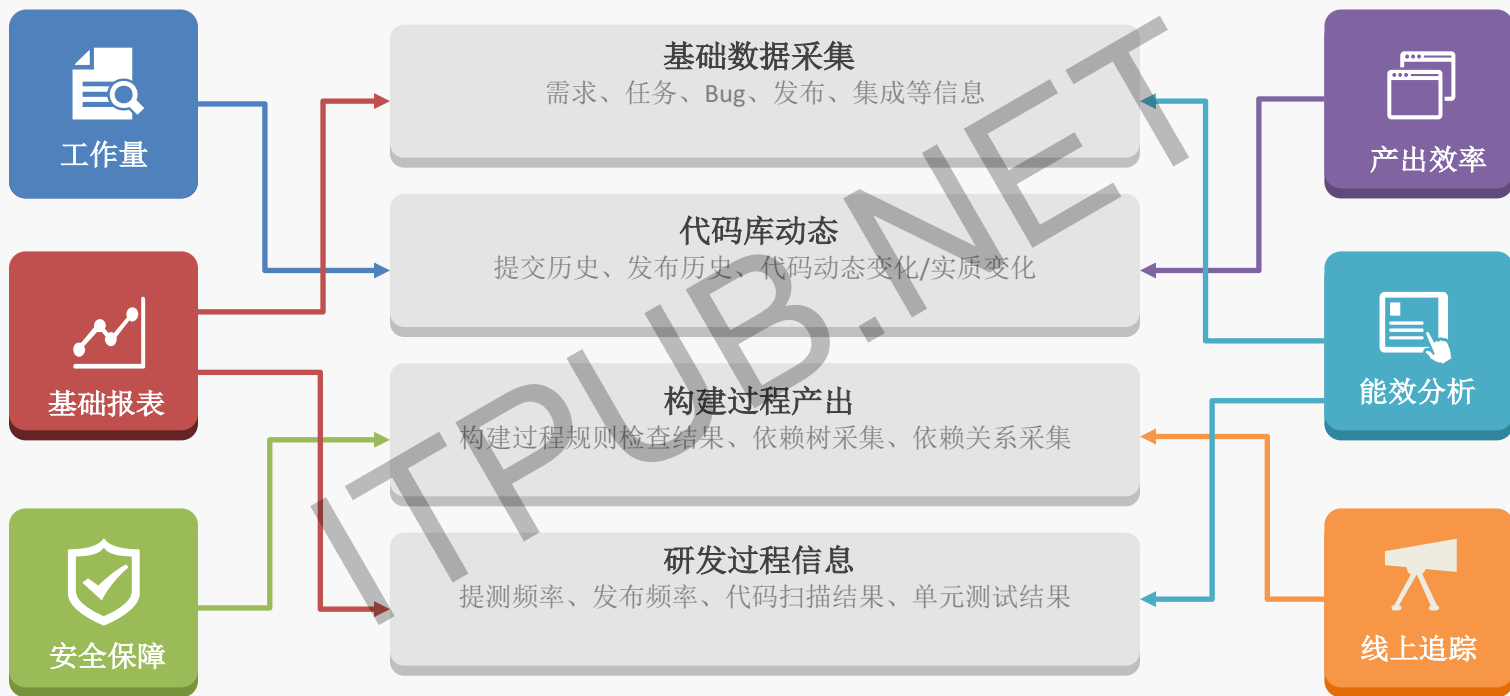 工作量
基础报表
安全保障
基础数据采集
需求、任务、Bug、发布、集成等信息
代码库动态
提交历史、发布历史、代码动态变化/实质变化
构建过程产出
构建过程规则检查结果、依赖树采集、依赖关系采集
研发过程信息
提测频率、发布频率、代码扫描结果、单元测试结果
产出效率
能效分析
线上追踪
ITPUB.NET